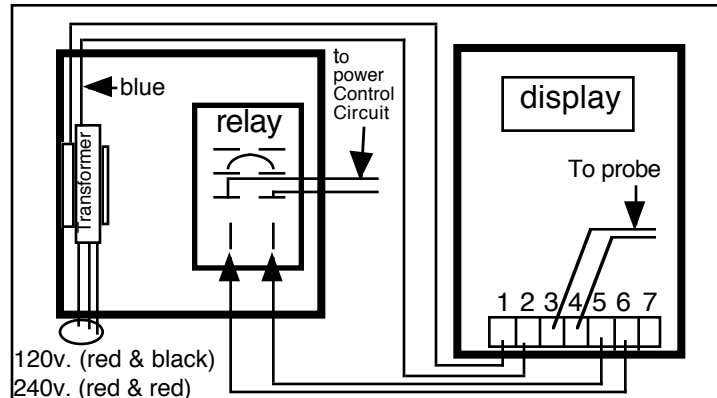 to
power
Control
Circuit
blue
relay
Transformer
display
To probe
1 2 3 4 5 6 7
120v. (red & black)
240v. (red & red)